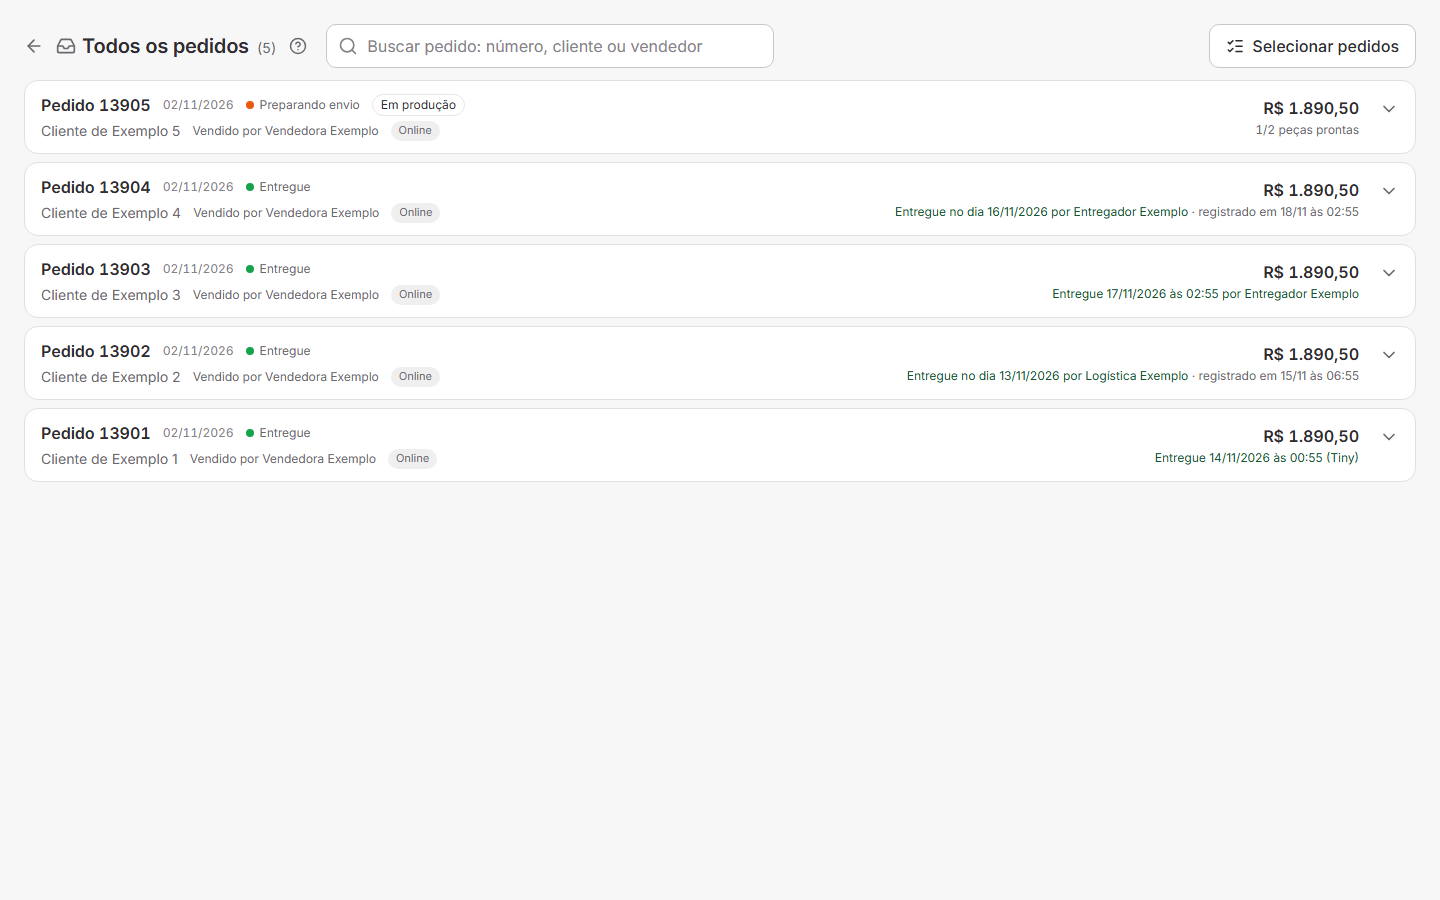 Todos os pedidos (5)
Buscar pedido: número, cliente ou vendedor
Selecionar pedidos
Pedido 13905 02/11/2026 Preparando envio Em produção
R$ 1.890,50
Cliente de Exemplo 5 Vendido por Vendedora Exemplo Online
1/2 peças prontas
Pedido 13904 02/11/2026 Entregue
R$ 1.890,50
Cliente de Exemplo 4 Vendido por Vendedora Exemplo Online
Entregue no dia 16/11/2026 por Entregador Exemplo · registrado em 18/11 às 02:55
Pedido 13903 02/11/2026 Entregue
R$ 1.890,50
Cliente de Exemplo 3 Vendido por Vendedora Exemplo Online
Entregue 17/11/2026 às 02:55 por Entregador Exemplo
Pedido 13902 02/11/2026 Entregue
R$ 1.890,50
Cliente de Exemplo 2 Vendido por Vendedora Exemplo Online
Entregue no dia 13/11/2026 por Logística Exemplo · registrado em 15/11 às 06:55
Pedido 13901 02/11/2026 Entregue
R$ 1.890,50
Cliente de Exemplo 1 Vendido por Vendedora Exemplo Online
Entregue 14/11/2026 às 00:55 (Tiny)